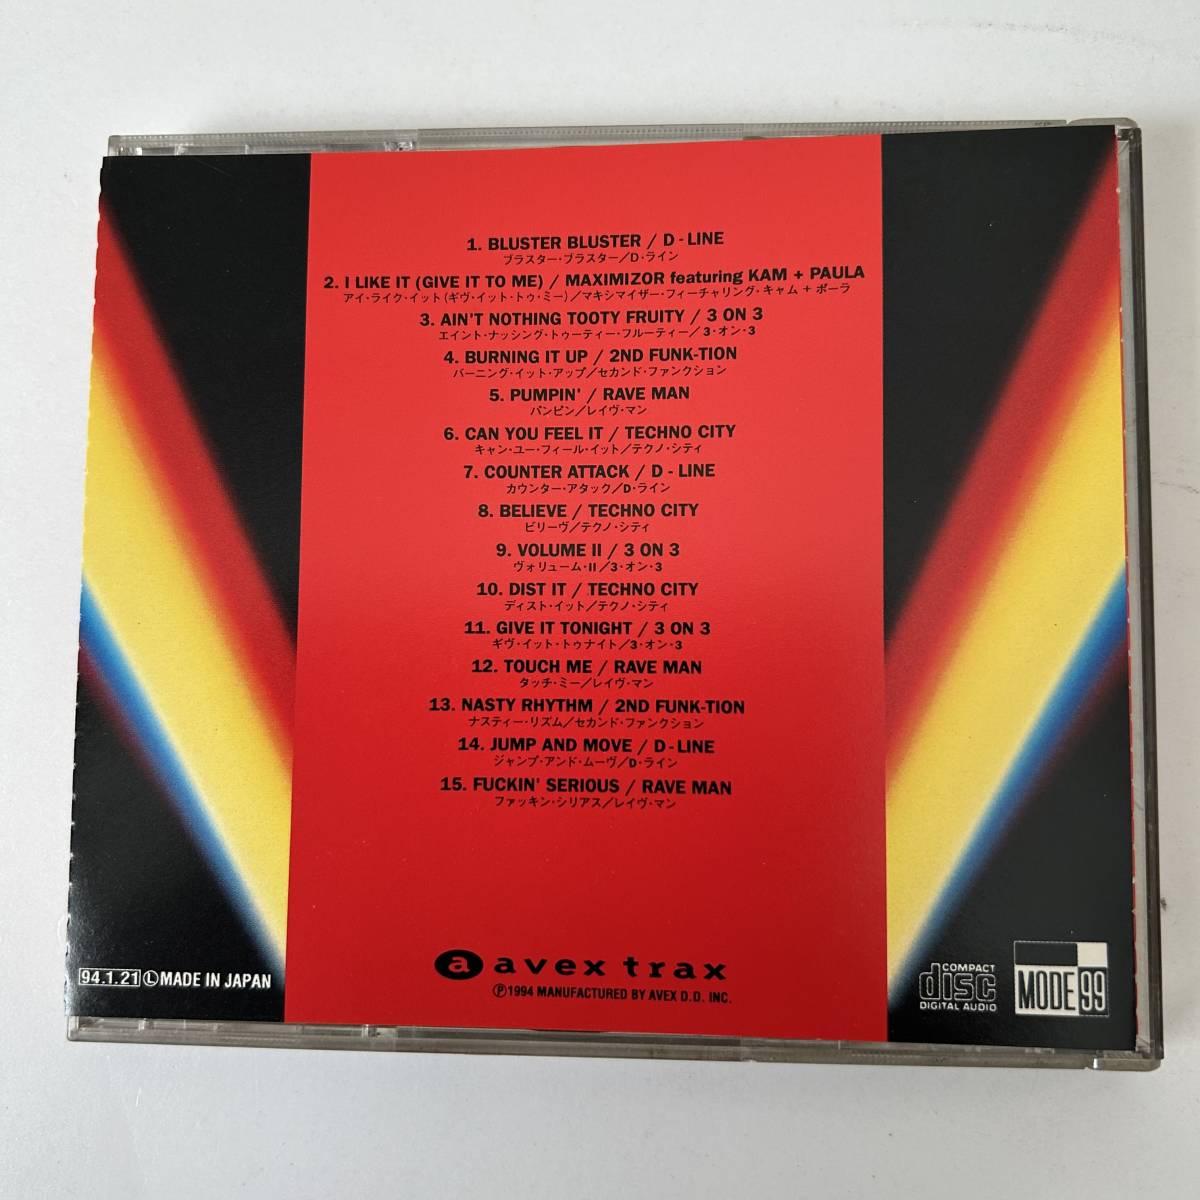 1. BLUSTER BLUSTER / D-LINE
ブラスター・ブラスター／D・ライン
2. I LIKE IT (GIVE IT TO ME) / MAXIMIZOR featuring KAM + PAULA
アイ・ライク・イット(ギヴ・イット・トゥ・ミー)／マキシマイザー・フィーチャリング・キャム + ポーラ
3. AIN'T NOTHING TOOTY FRUITY / 3 ON 3
エイント・ナッシング・トゥーティー・フルーティー／3・オン・3
4. BURNING IT UP / 2ND FUNK-TION
バーニング・イット・アップ／セカンド・ファンクション
5. PUMPIN' / RAVE MAN
パンピン／レイヴ・マン
6. CAN YOU FEEL IT / TECHNO CITY
キャン・ユー・フィール・イット／テクノ・シティ
7. COUNTER ATTACK / D-LINE
カウンター・アタック／D・ライン
8. BELIEVE / TECHNO CITY
ビリーヴ／テクノ・シティ
9. VOLUME II / 3 ON 3
ヴォリューム・II／3・オン・3
10. DIST IT / TECHNO CITY
ディスト・イット／テクノ・シティ
11. GIVE IT TONIGHT / 3 ON 3
ギヴ・イット・トゥナイト／3・オン・3
12. TOUCH ME / RAVE MAN
タッチ・ミー／レイヴ・マン
13. NASTY RHYTHM / 2ND FUNK-TION
ナスティー・リズム／セカンド・ファンクション
14. JUMP AND MOVE / D-LINE
ジャンプ・アンド・ムーヴ／D・ライン
15. FUCKIN' SERIOUS / RAVE MAN
ファッキン・シリアス／レイヴ・マン
a avex trax
Ⓟ1994 MANUFACTURED BY AVEX D.D. INC.
94.1.21 Ⓛ MADE IN JAPAN
COMPACT
disc
DIGITAL AUDIO
MODE 99